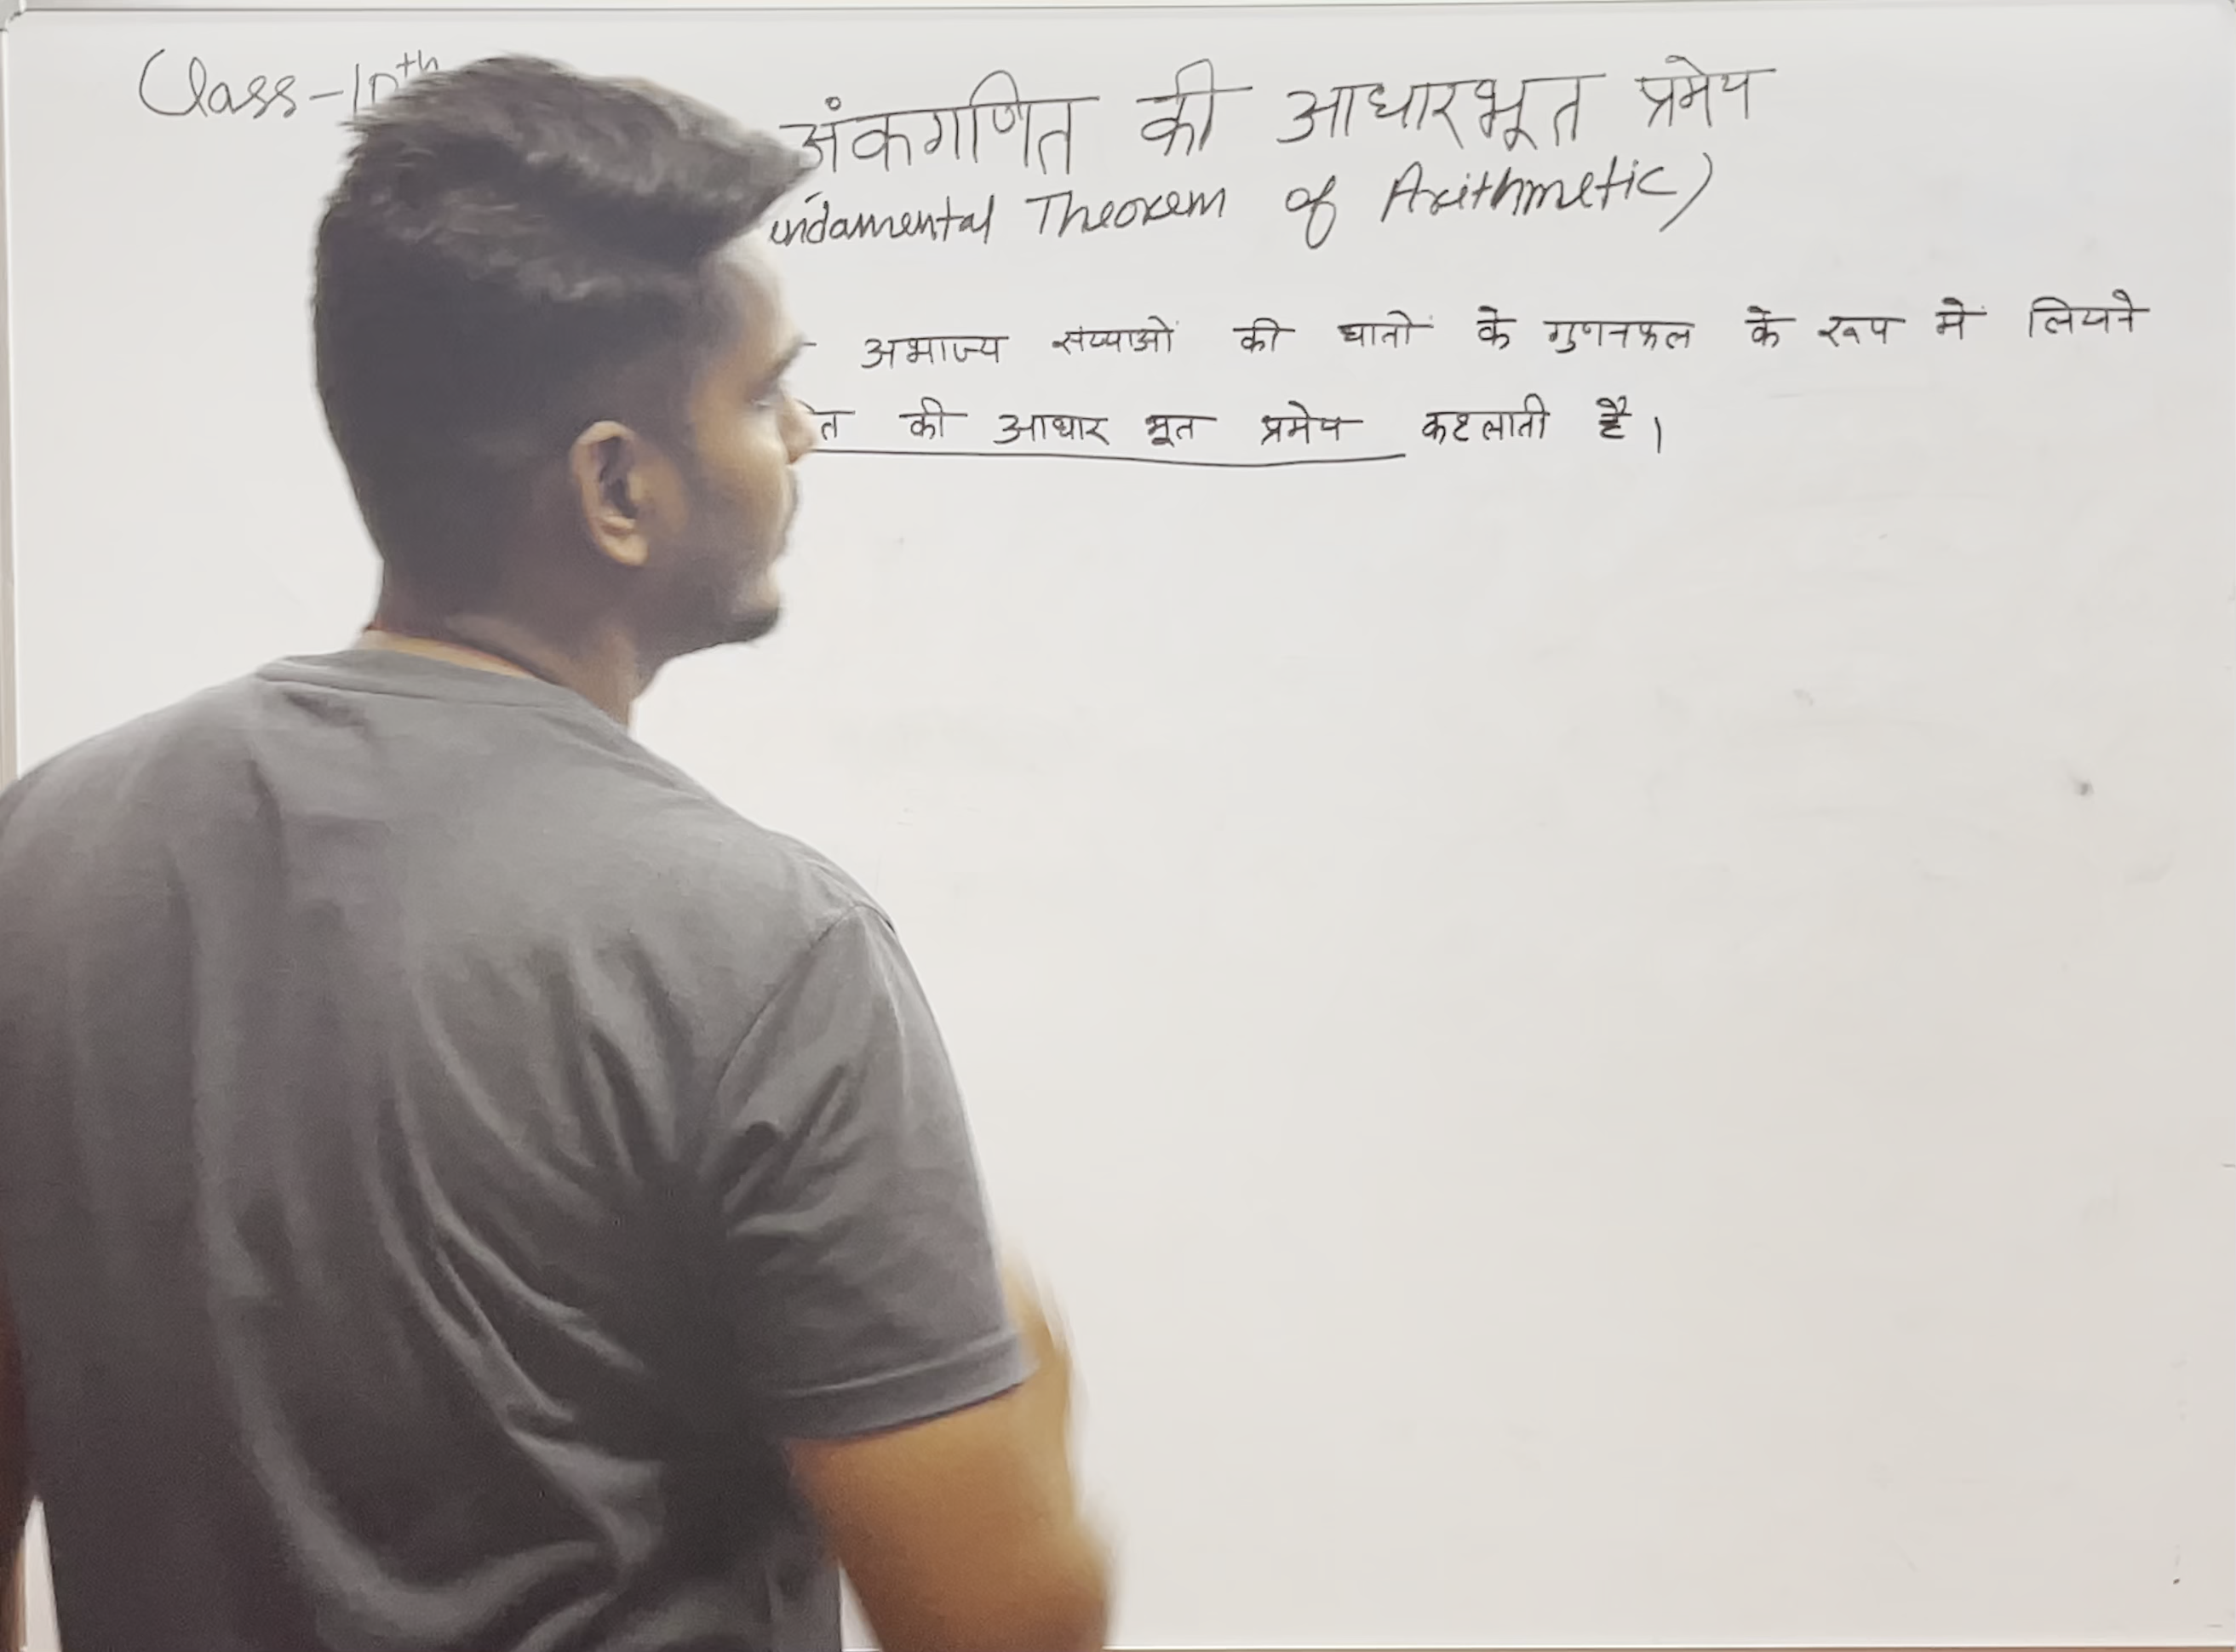 Class-10th
अंकगणित की आधारभूत प्रमेय
undamental Theorem of Arithmetic)
अभाज्य संख्याओं की घातों के गुणनफल के रूप में लिखने
त की आधार भूत प्रमेय कहलाती है।